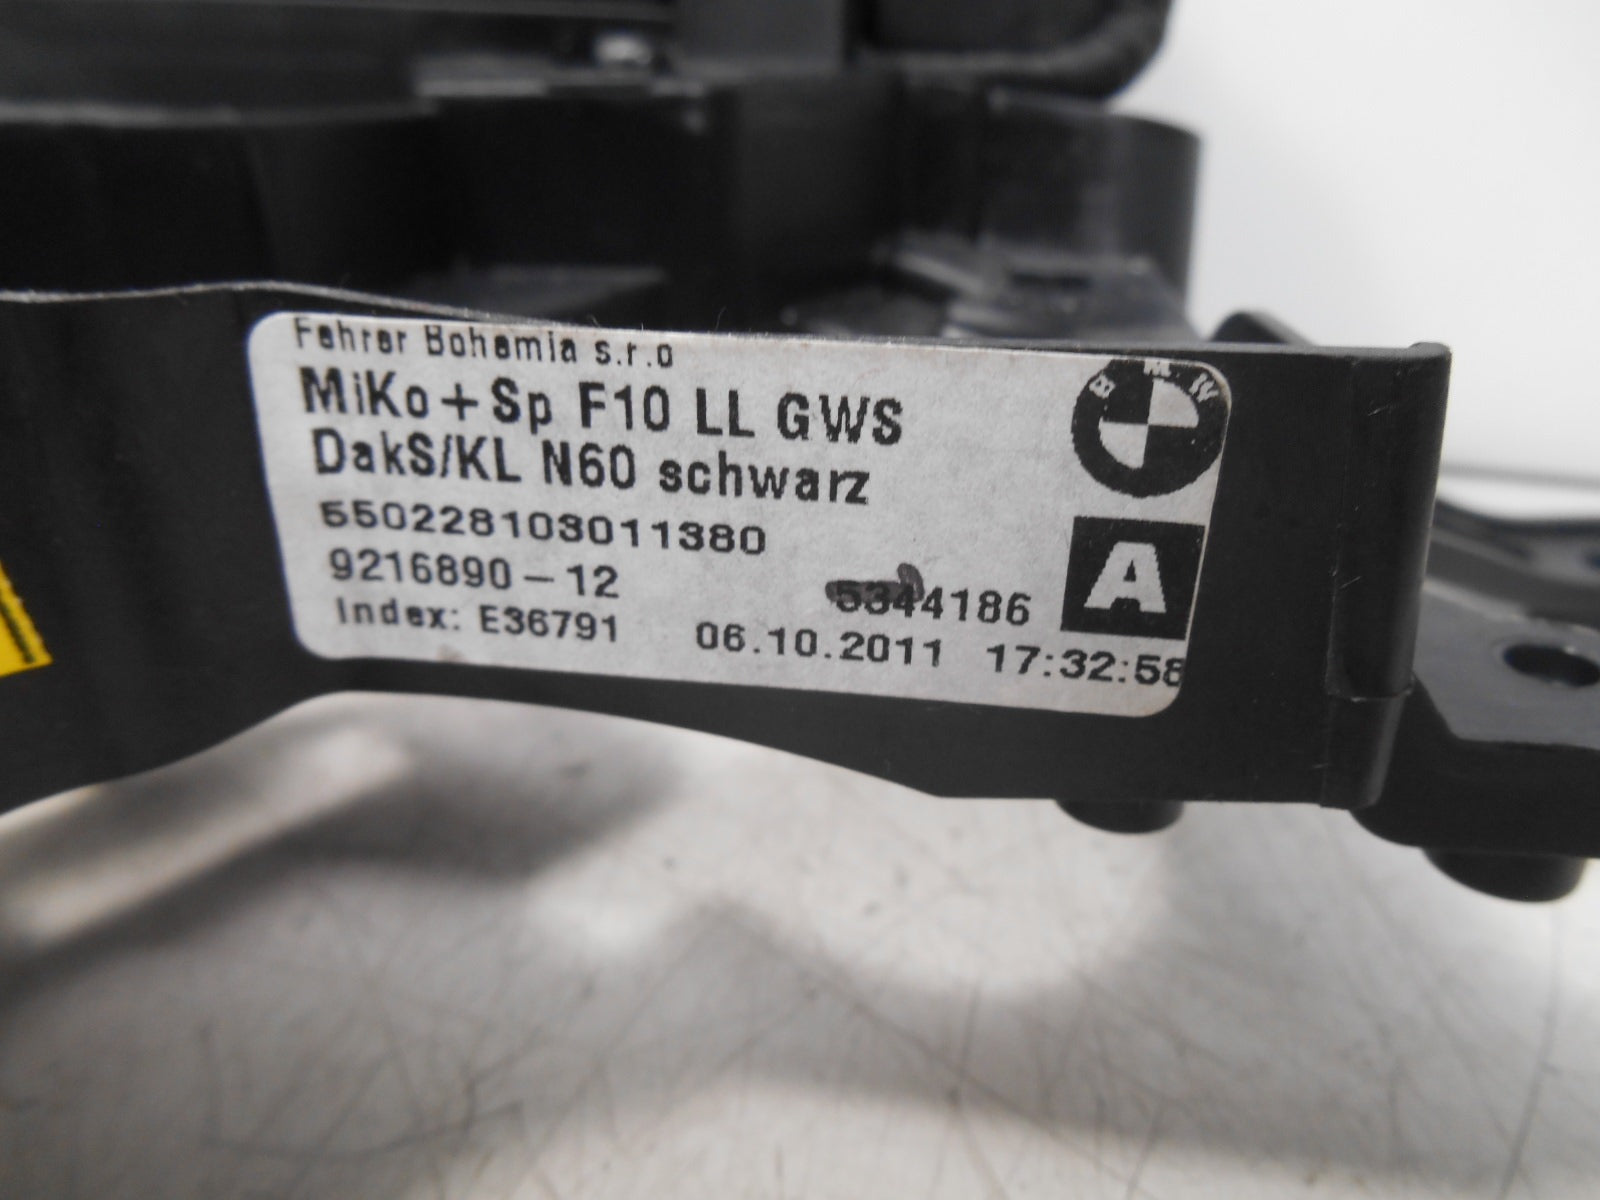 Fehrer Bohemia s.r.o
MiKo+Sp F10 LL GWS
DakS/KL N60 schwarz
550228103011380
9216890-12
5344186
Index: E36791 06.10.2011 17:32:58
BMW
A